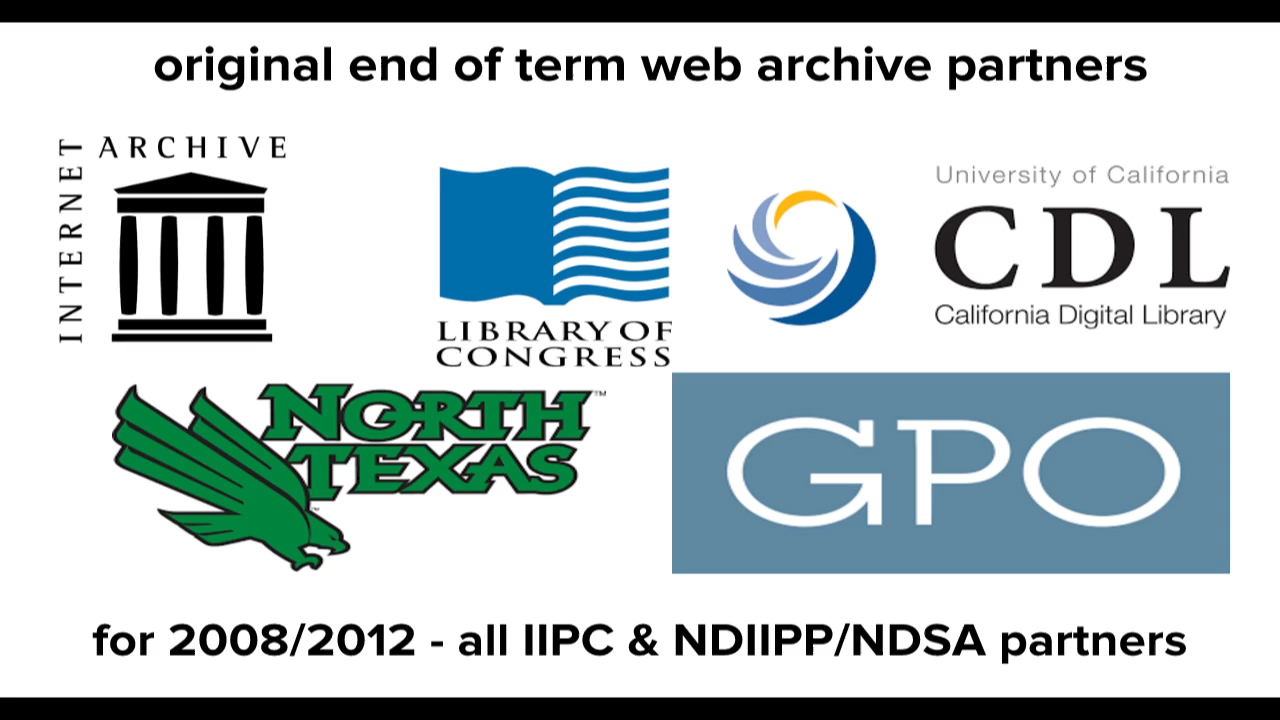 original end of term web archive partners
INTERNET ARCHIVE
LIBRARY OF
CONGRESS
University of California
CDL
California Digital Library
NORTH
TEXAS
GPO
for 2008/2012 - all IIPC & NDIIPP/NDSA partners